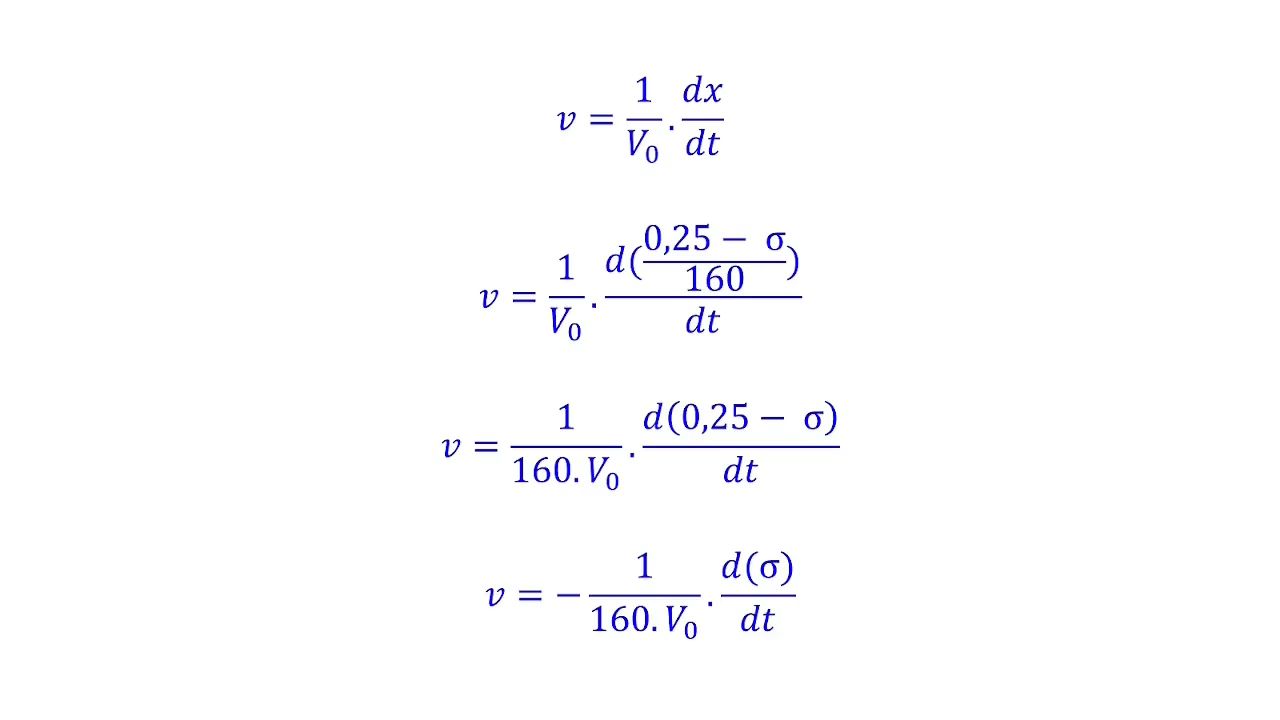 v = 1/V₀ . dx/dt
v = 1/V₀ . d((0,25 − σ)/160)/dt
v = 1/(160. V₀) . d(0,25 − σ)/dt
v = − 1/(160. V₀) . d(σ)/dt